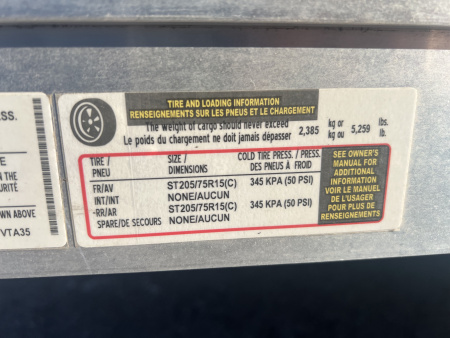 TIRE AND LOADING INFORMATION
RENSEIGNEMENTS SUR LES PNEUS ET LE CHARGEMENT
The weight of cargo should never exceed
Le poids du chargement ne doit jamais dépasser 2,385 kg or kg ou 5,259 lbs. lb.
TIRE / PNEU SIZE / DIMENSIONS COLD TIRE PRESS. / PRESS. DES PNEUS À FROID
FR/AV ST205/75R15(C) 345 KPA (50 PSI)
INT/INT NONE/AUCUN
-RR/AR ST205/75R15(C) 345 KPA (50 PSI)
SPARE/DE SECOURS NONE/AUCUN
SEE OWNER'S
MANUAL FOR
ADDITIONAL
INFORMATION
VOIR LE MANUEL
DE L'USAGER
POUR PLUS DE
RENSEIGNEMENTS
ESS.
E
E
URITÉ
OWN ABOVE
VTA35